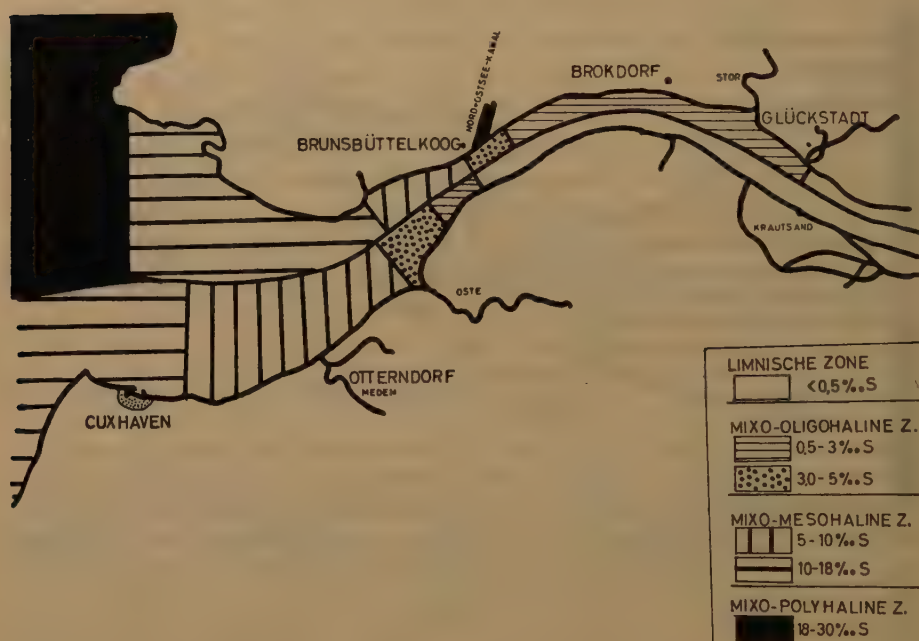 NORD-OSTSEE-KANAL
BROKDORF
STÖR
GLÜCKSTADT
BRUNSBÜTTELKOOG
KRAUTSAND
OSTE
OTTERNDORF
MEDEM
CUXHAVEN
LIMNISCHE ZONE
<0,5‰S
MIXO-OLIGOHALINE Z.
0,5-3‰S
3,0-5‰S
MIXO-MESOHALINE Z.
5-10‰S
10-18‰S
MIXO-POLYHALINE Z.
18-30‰S